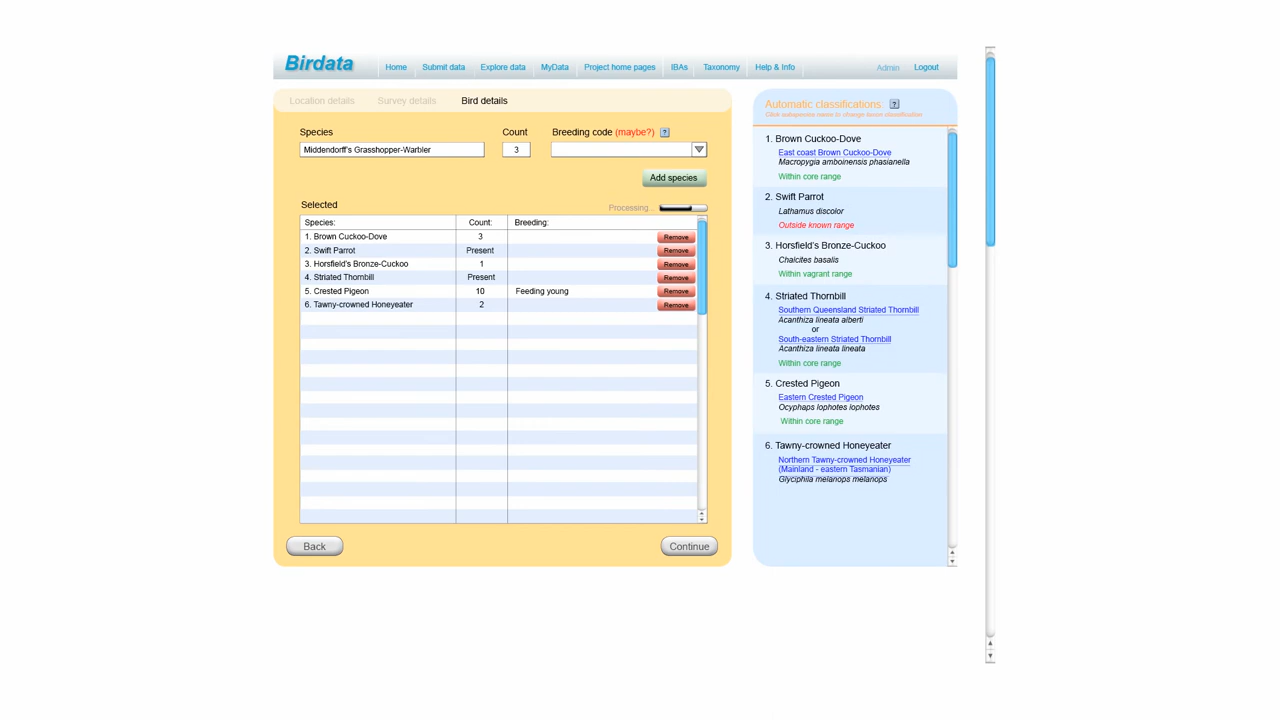 Birdata
Home Submit data Explore data MyData Project home pages IBAs Taxonomy Help & Info Admin Logout
Location details Survey details Bird details
Species Count Breeding code (maybe?) ?
Middendorff's Grasshopper-Warbler 3
Add species
Selected Processing...
Species: Count: Breeding:
1. Brown Cuckoo-Dove 3 Remove
2. Swift Parrot Present Remove
3. Horsfield's Bronze-Cuckoo 1 Remove
4. Striated Thornbill Present Remove
5. Crested Pigeon 10 Feeding young Remove
6. Tawny-crowned Honeyeater 2 Remove
Back Continue
Automatic classifications ?
Click subspecies name to change taxon classification
1. Brown Cuckoo-Dove
East coast Brown Cuckoo-Dove
Macropygia amboinensis phasianella
Within core range
2. Swift Parrot
Lathamus discolor
Outside known range
3. Horsfield's Bronze-Cuckoo
Chalcites basalis
Within vagrant range
4. Striated Thornbill
Southern Queensland Striated Thornbill
Acanthiza lineata alberti
or
South-eastern Striated Thornbill
Acanthiza lineata lineata
Within core range
5. Crested Pigeon
Eastern Crested Pigeon
Ocyphaps lophotes lophotes
Within core range
6. Tawny-crowned Honeyeater
Northern Tawny-crowned Honeyeater
(Mainland - eastern Tasmanian)
Glyciphila melanops melanops